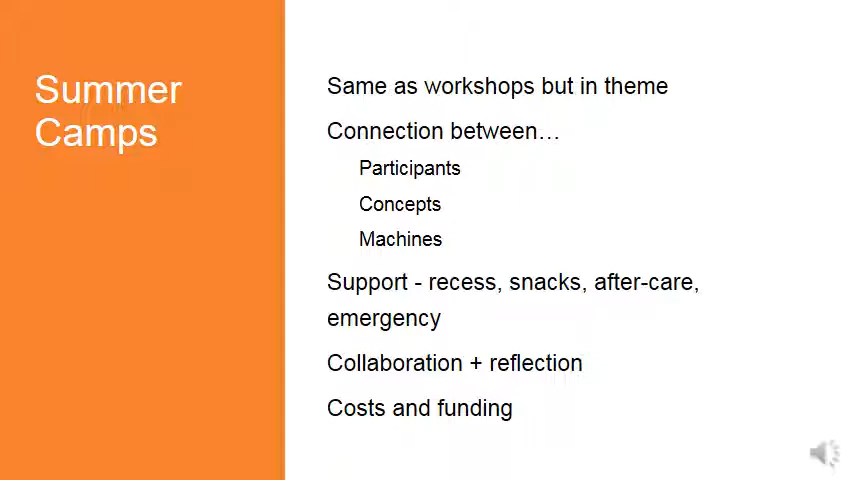 Summer
Camps
Same as workshops but in theme
Connection between…
Participants
Concepts
Machines
Support - recess, snacks, after-care,
emergency
Collaboration + reflection
Costs and funding